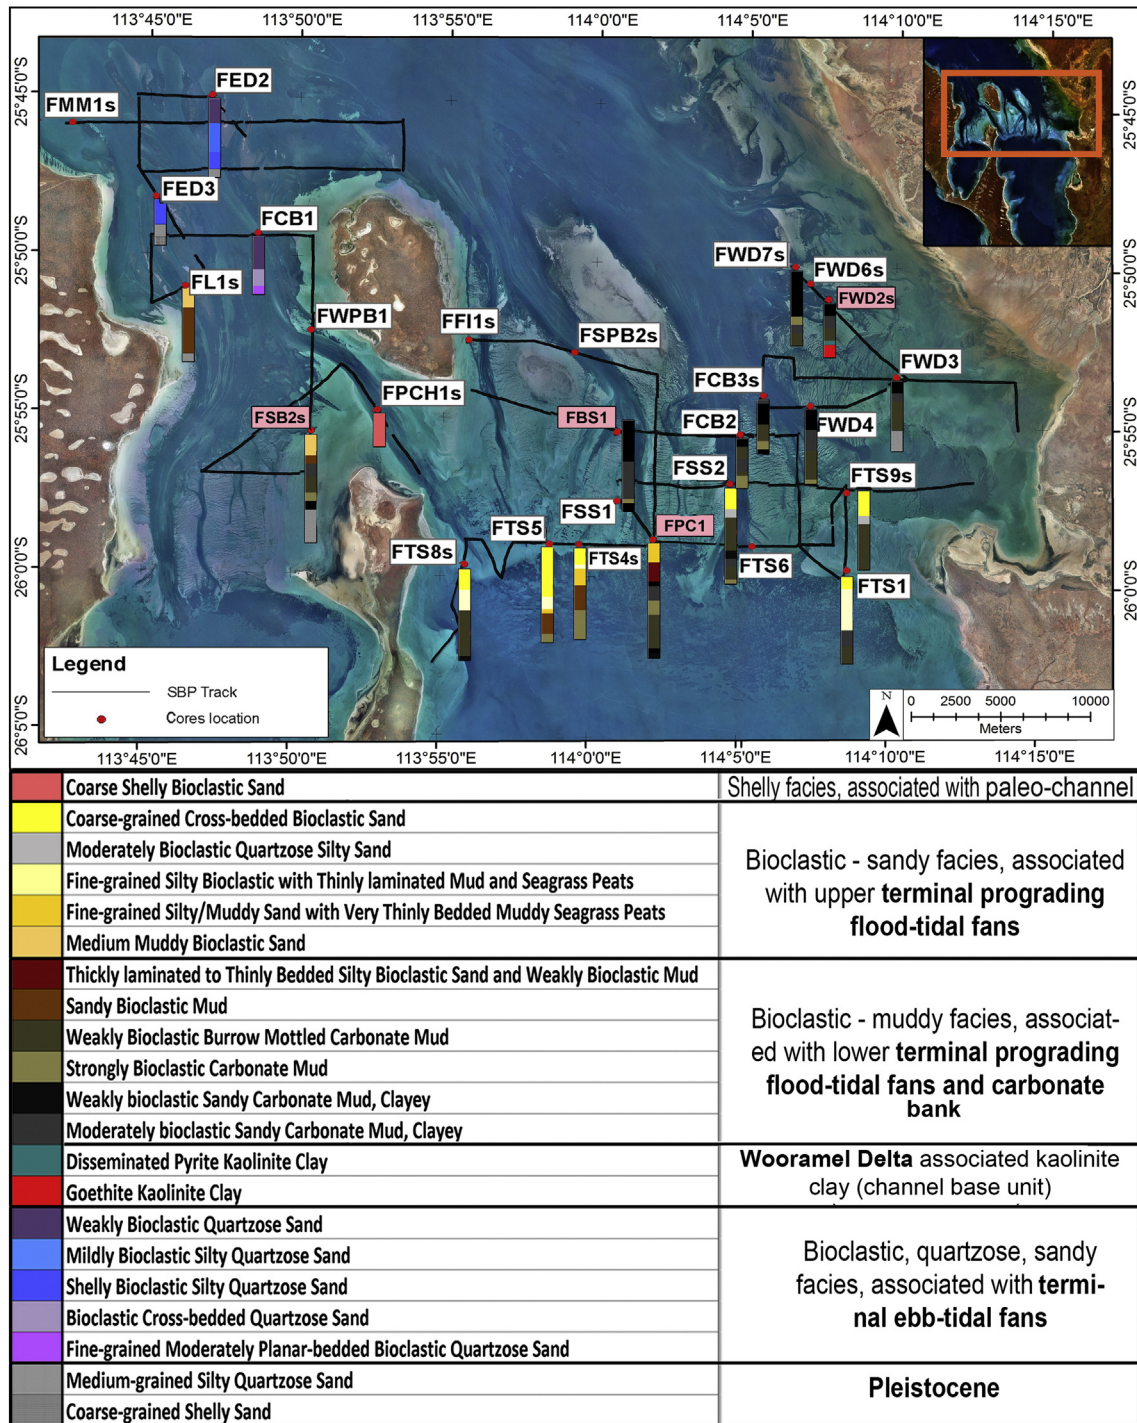 113°45'0"E 113°50'0"E 113°55'0"E 114°0'0"E 114°5'0"E 114°10'0"E 114°15'0"E
25°45'0"S
25°50'0"S
25°55'0"S
26°0'0"S
26°5'0"S
25°45'0"S
25°50'0"S
25°55'0"S
26°0'0"S
FED2
FMM1s
FED3
FCB1
FL1s
FWPB1
FFI1s
FSPB2s
FWD7s
FWD6s
FWD2s
FWD3
FCB3s
FPCH1s
FSB2s
FBS1
FCB2
FWD4
FSS2
FTS9s
FSS1
FTS5
FPC1
FTS8s
FTS4s
FTS6
FTS1
Legend
SBP Track
Cores location
N
0 2500 5000 10000
Meters
113°45'0"E 113°50'0"E 113°55'0"E 114°0'0"E 114°5'0"E 114°10'0"E 114°15'0"E
Coarse Shelly Bioclastic Sand
Shelly facies, associated with paleo-channel
Coarse-grained Cross-bedded Bioclastic Sand
Moderately Bioclastic Quartzose Silty Sand
Fine-grained Silty Bioclastic with Thinly laminated Mud and Seagrass Peats
Fine-grained Silty/Muddy Sand with Very Thinly Bedded Muddy Seagrass Peats
Medium Muddy Bioclastic Sand
Bioclastic - sandy facies, associated
with upper terminal prograding
flood-tidal fans
Thickly laminated to Thinly Bedded Silty Bioclastic Sand and Weakly Bioclastic Mud
Sandy Bioclastic Mud
Weakly Bioclastic Burrow Mottled Carbonate Mud
Strongly Bioclastic Carbonate Mud
Weakly bioclastic Sandy Carbonate Mud, Clayey
Moderately bioclastic Sandy Carbonate Mud, Clayey
Bioclastic - muddy facies, associat-
ed with lower terminal prograding
flood-tidal fans and carbonate
bank
Disseminated Pyrite Kaolinite Clay
Goethite Kaolinite Clay
Wooramel Delta associated kaolinite
clay (channel base unit)
Weakly Bioclastic Quartzose Sand
Mildly Bioclastic Silty Quartzose Sand
Shelly Bioclastic Silty Quartzose Sand
Bioclastic Cross-bedded Quartzose Sand
Fine-grained Moderately Planar-bedded Bioclastic Quartzose Sand
Bioclastic, quartzose, sandy
facies, associated with termi-
nal ebb-tidal fans
Medium-grained Silty Quartzose Sand
Coarse-grained Shelly Sand
Pleistocene